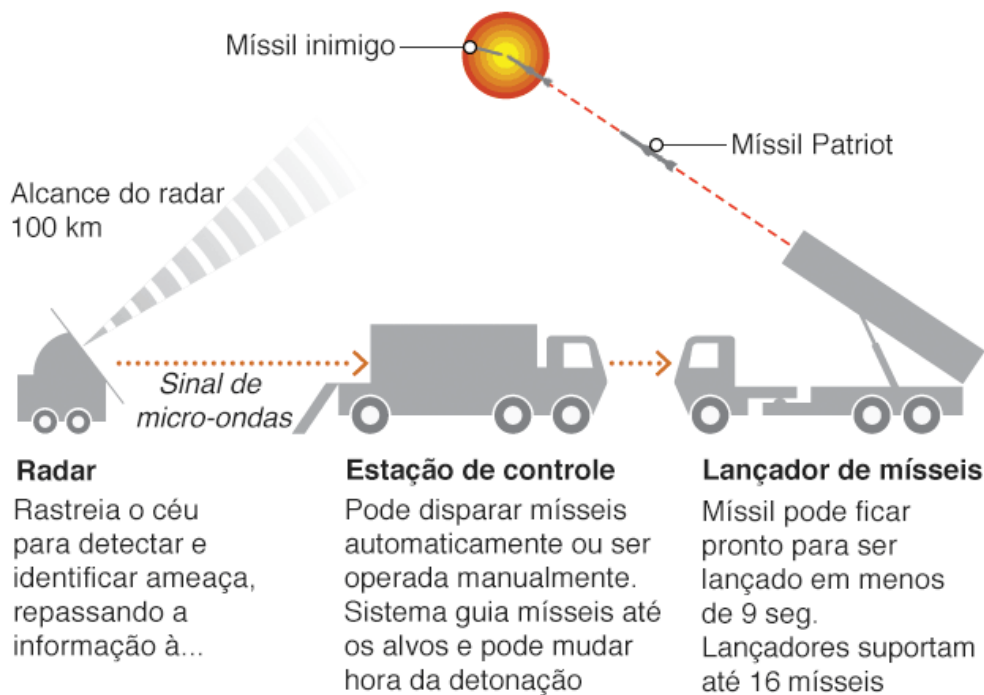 Míssil inimigo
Míssil Patriot
Alcance do radar
100 km
Sinal de
micro-ondas
Radar
Rastreia o céu
para detectar e
identificar ameaça,
repassando a
informação à...
Estação de controle
Pode disparar mísseis
automaticamente ou ser
operada manualmente.
Sistema guia mísseis até
os alvos e pode mudar
hora da detonação
Lançador de mísseis
Míssil pode ficar
pronto para ser
lançado em menos
de 9 seg.
Lançadores suportam
até 16 mísseis